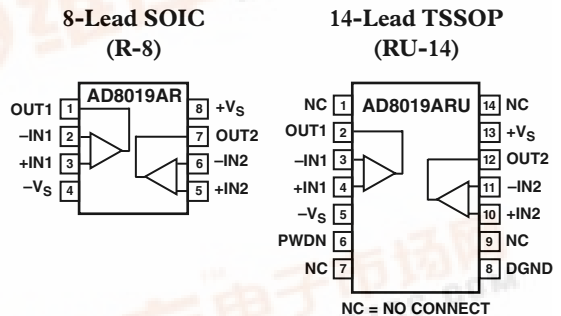 8-Lead SOIC
(R-8)
AD8019AR
OUT1 1
–IN1 2
+IN1 3
–VS 4
8 +VS
7 OUT2
6 –IN2
5 +IN2
14-Lead TSSOP
(RU-14)
AD8019ARU
NC 1
OUT1 2
–IN1 3
+IN1 4
–VS 5
PWDN 6
NC 7
14 NC
13 +VS
12 OUT2
11 –IN2
10 +IN2
9 NC
8 DGND
NC = NO CONNECT